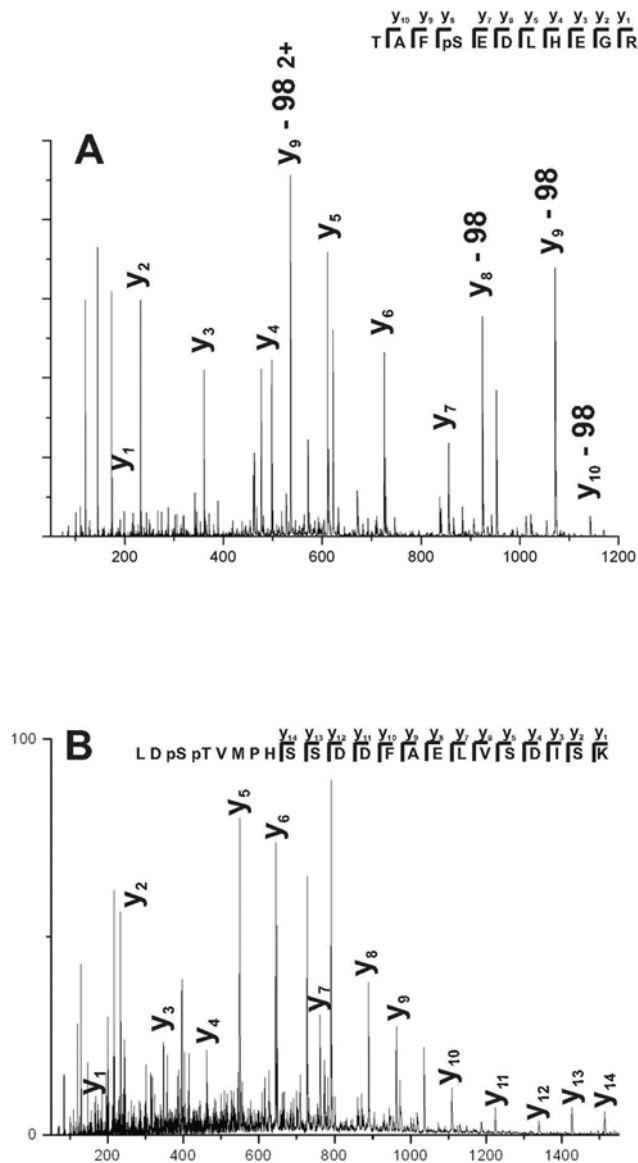 y10 y9 y8 y7 y6 y5 y4 y3 y2 y1
T A F pS E D L H E G R
A
y1
y2
y3
y4
y9 - 98 2+
y5
y6
y7
y8 - 98
y9 - 98
y10 - 98
200 400 600 800 1000 1200
100
B
y14 y13 y12 y11 y10 y9 y8 y7 y6 y5 y4 y3 y2 y1
L D pS pT V M P H S S D D F A E L V S D I S K
y1
y2
y3
y4
y5
y6
y7
y8
y9
y10
y11
y12
y13
y14
0
200 400 600 800 1000 1200 1400